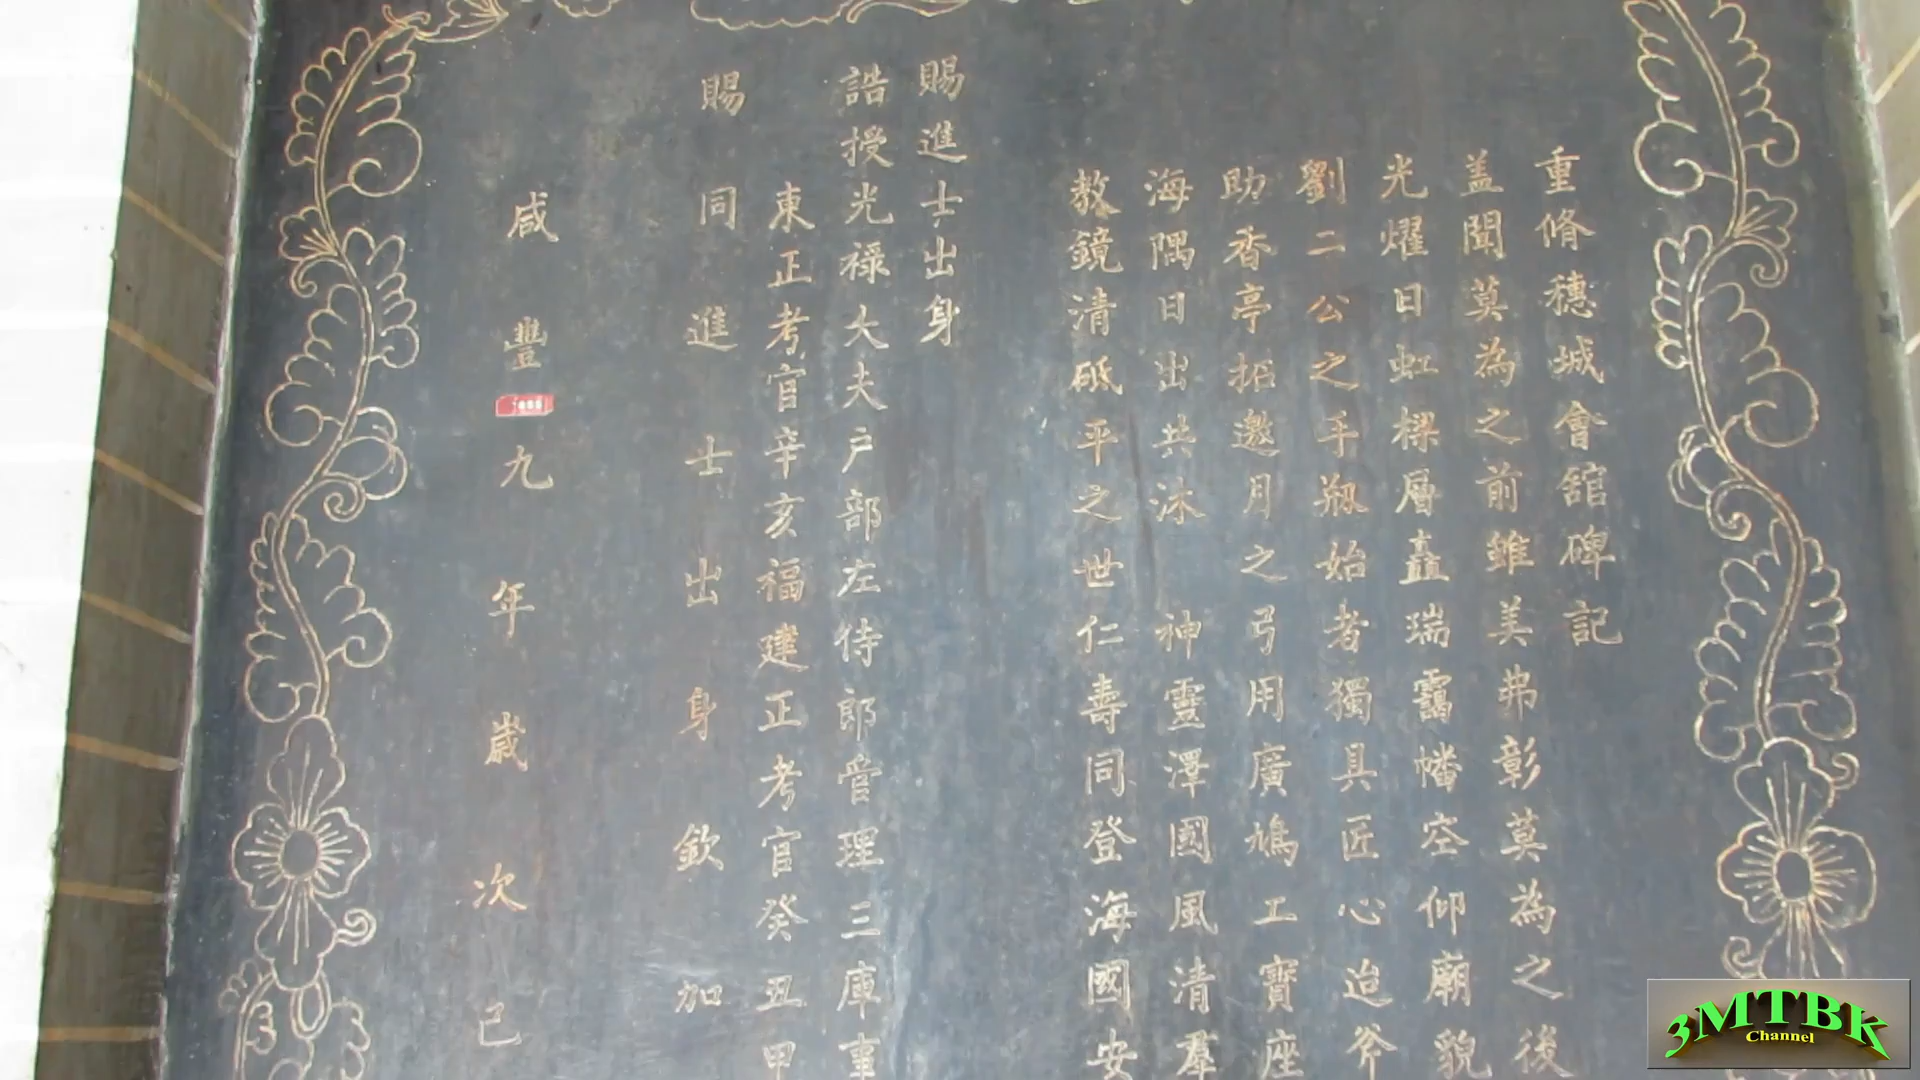 重脩穗城會舘碑記
盖聞莫為之前雖美弗彰莫為之後
光燿日虹樑層矗瑞靄幡空仰廟貌
劉二公之手剏始者獨具匠心迨斧
助香亭招邀月之弓用廣鳩工寳座
海隅日出共沐神靈澤國風清羣
教鏡清砥平之世仁壽同登海國安
賜進士出身
誥授光祿大夫户部左侍郎管理三庫事
東正考官辛亥福建正考官癸丑甲
賜同進士出身欽加
咸豐九年歲次己
3MTBK
Channel